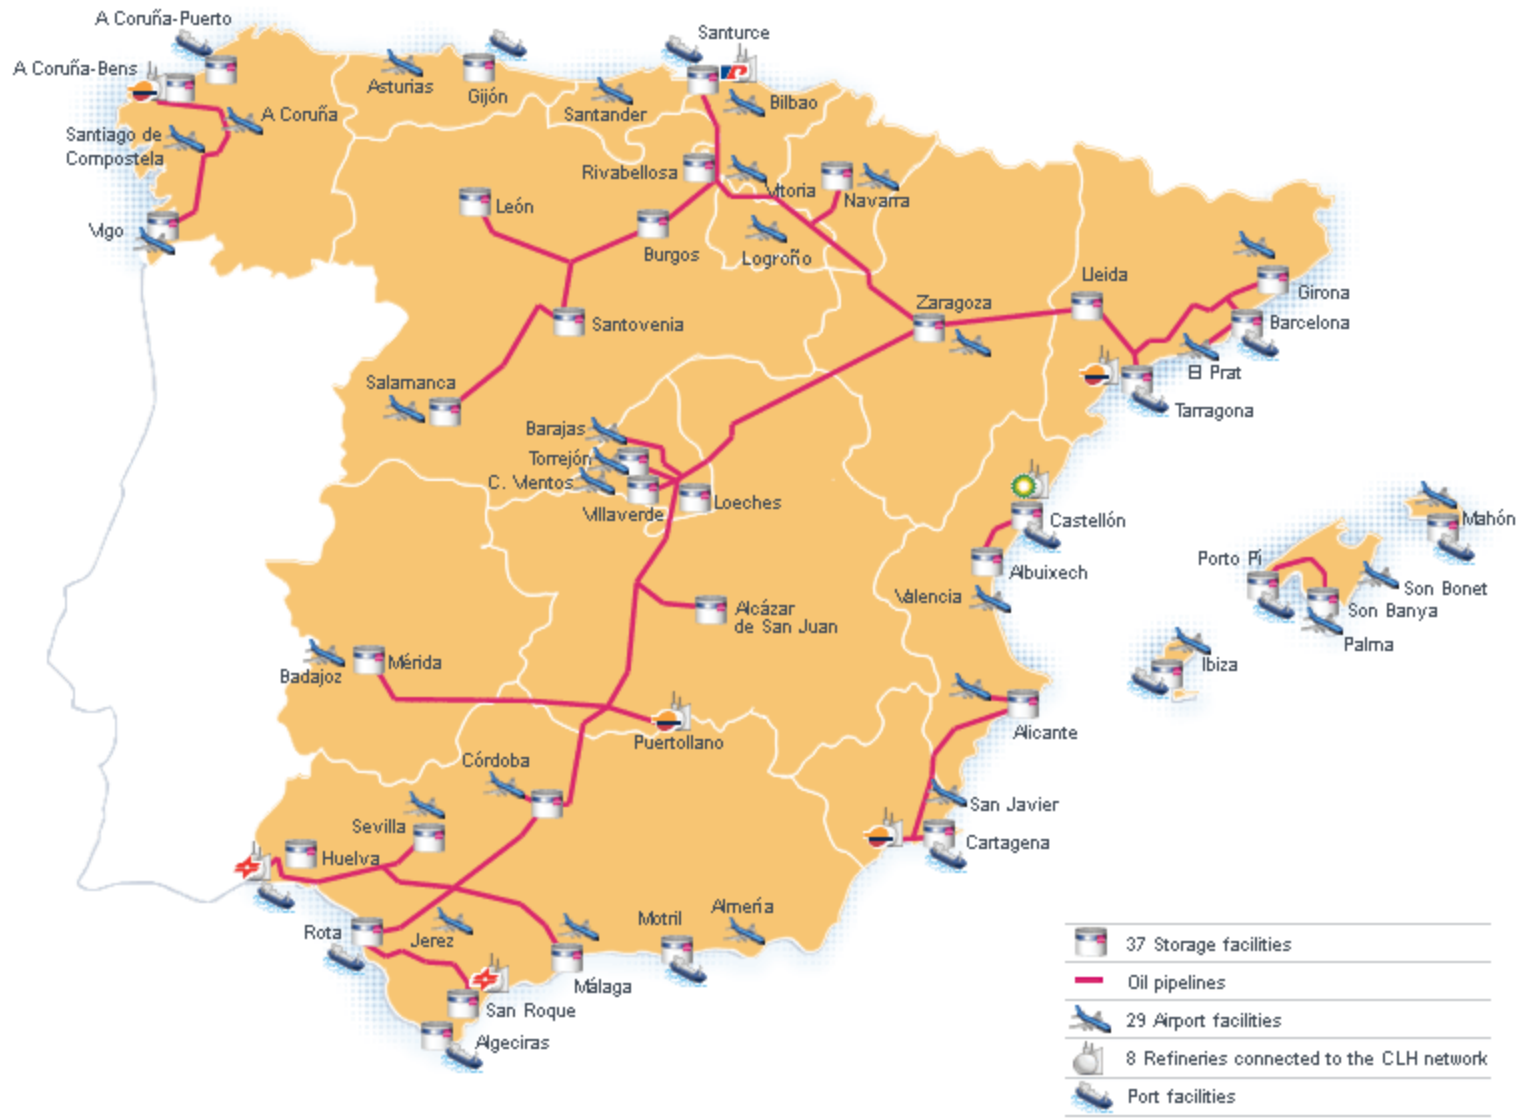 A Coruña-Puerto
Santurce
A Coruña-Bens
Asturias
Gijón
Santander
Bilbao
A Coruña
Santiago de
Compostela
Rivabellosa
Vitoria
Navarra
León
Vigo
Burgos
Logroño
Lleida
Girona
Zaragoza
Barcelona
Santovenia
El Prat
Salamanca
Tarragona
Barajas
Torrejón
C. Vientos
Loeches
Villaverde
Castellón
Mahón
Porto Pí
Albuixech
Son Bonet
Valencia
Alcázar
de San Juan
Son Banya
Palma
Mérida
Badajoz
Ibiza
Alicante
Puertollano
Córdoba
San Javier
Sevilla
Cartagena
Huelva
Almería
Motril
Rota
Jerez
Málaga
San Roque
Algeciras
37 Storage facilities
Oil pipelines
29 Airport facilities
8 Refineries connected to the CLH network
Port facilities